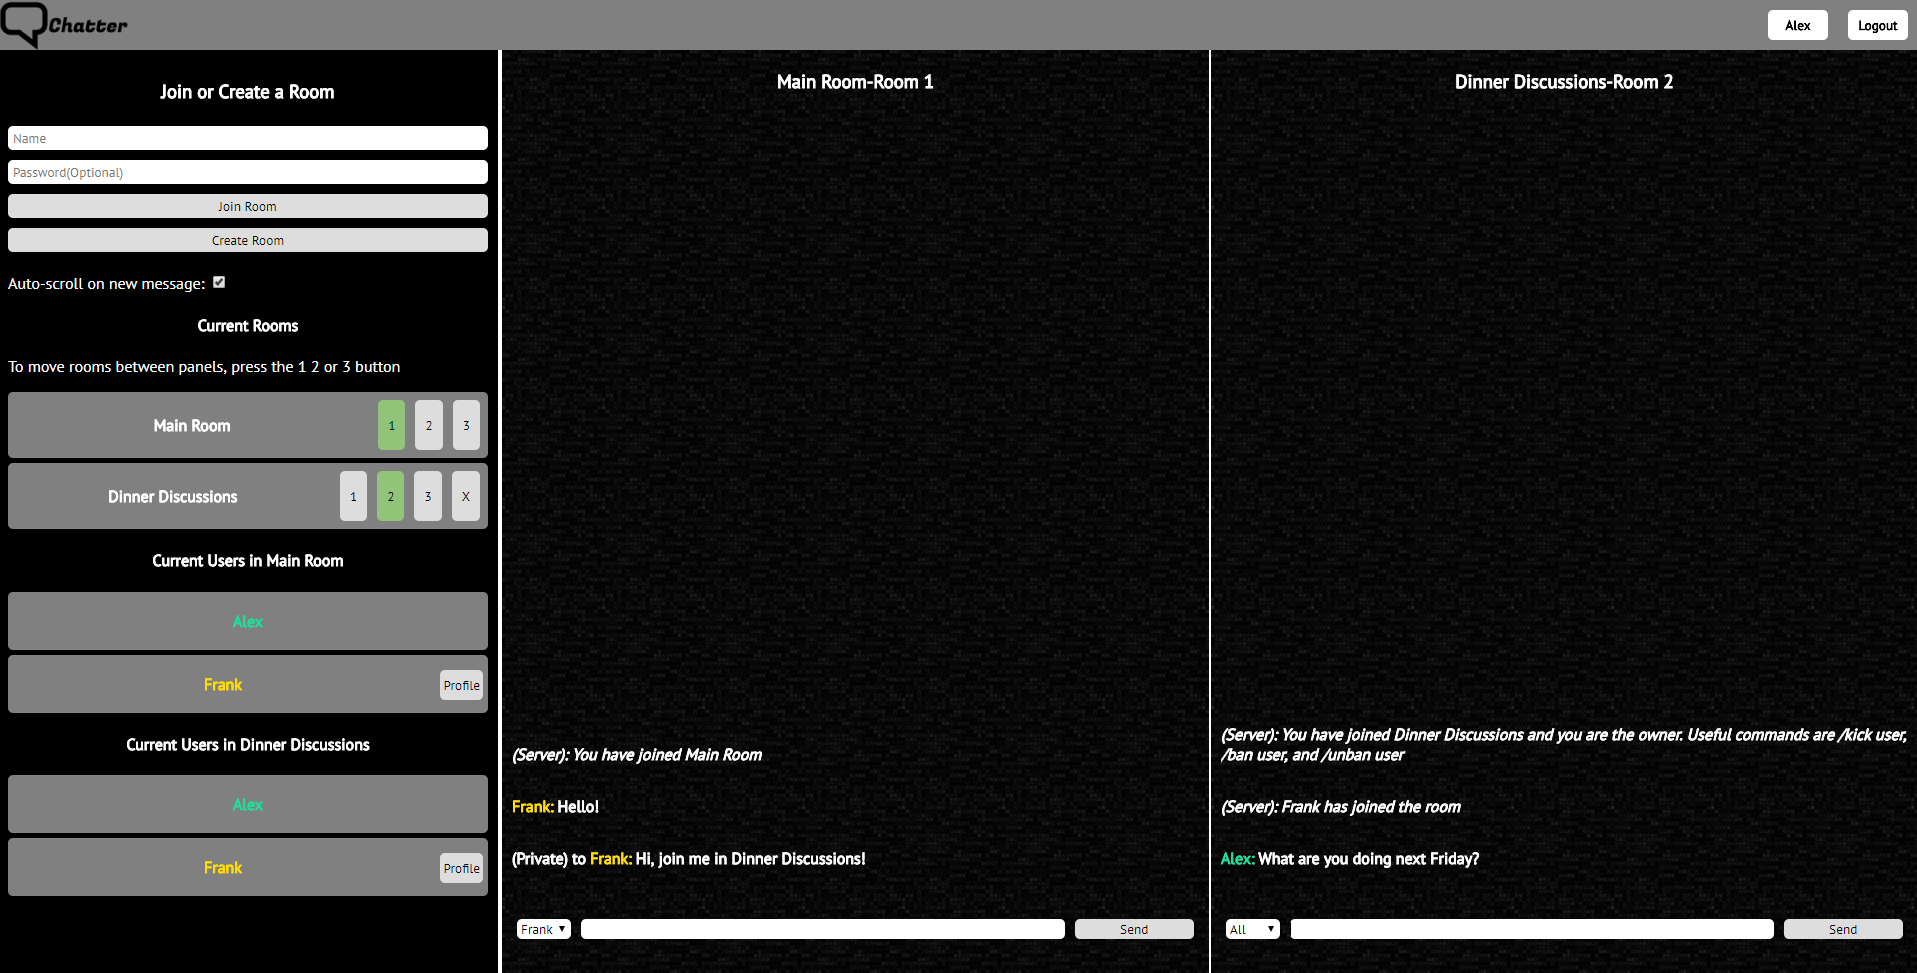 Chatter
Alex
Logout
Join or Create a Room
Name
Password(Optional)
Join Room
Create Room
Auto-scroll on new message:
Current Rooms
To move rooms between panels, press the 1 2 or 3 button
Main Room
1
2
3
Dinner Discussions
1
2
3
X
Current Users in Main Room
Alex
Frank
Profile
Current Users in Dinner Discussions
Alex
Frank
Profile
Main Room-Room 1
(Server): You have joined Main Room
Frank: Hello!
(Private) to Frank: Hi, join me in Dinner Discussions!
Frank
Send
Dinner Discussions-Room 2
(Server): You have joined Dinner Discussions and you are the owner. Useful commands are /kick user,
/ban user, and /unban user
(Server): Frank has joined the room
Alex: What are you doing next Friday?
All
Send